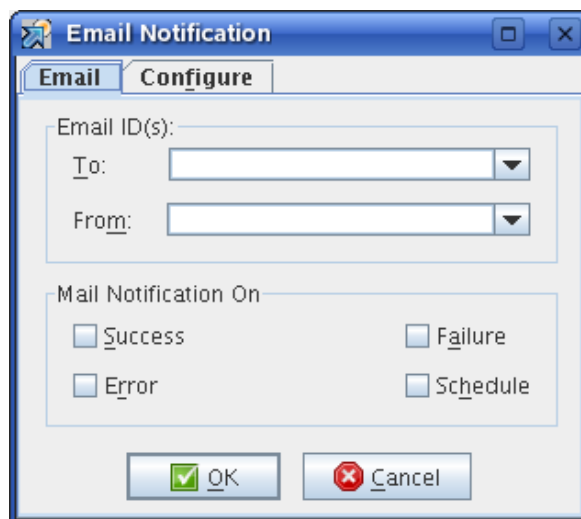 Email Notification
Email Configure
Email ID(s):
To:
From:
Mail Notification On
Success Failure
Error Schedule
OK Cancel